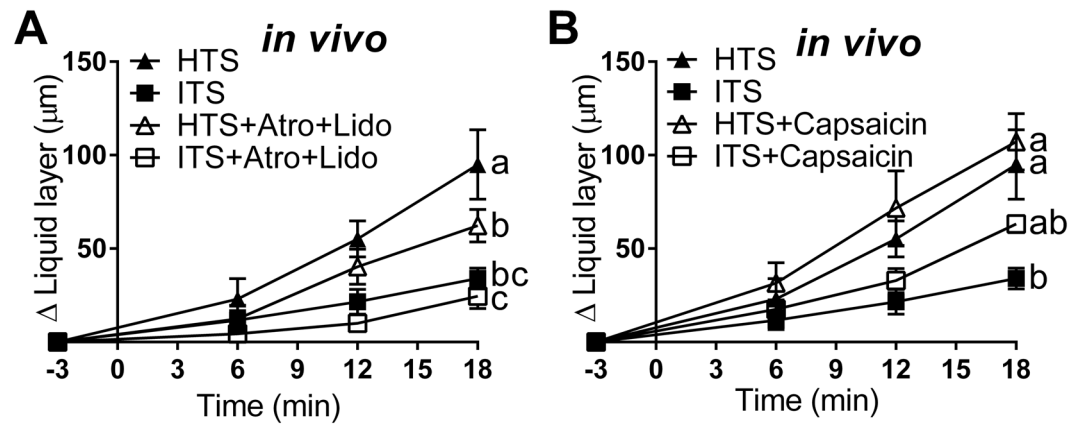 A
in vivo
150
100
50
Δ Liquid layer (μm)
HTS
ITS
HTS+Atro+Lido
ITS+Atro+Lido
a
b
bc
c
-3 0 3 6 9 12 15 18
Time (min)
B
in vivo
150
100
50
Δ Liquid layer (μm)
HTS
ITS
HTS+Capsaicin
ITS+Capsaicin
a
a
ab
b
-3 0 3 6 9 12 15 18
Time (min)